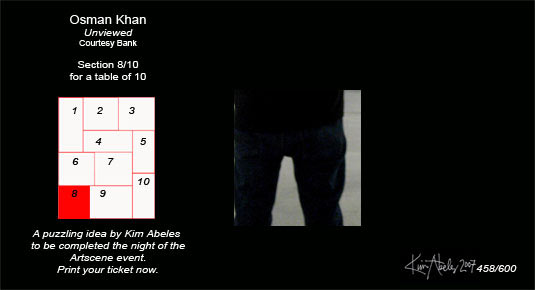 Osman Khan
Unviewed
Courtesy Bank
Section 8/10
for a table of 10
1 2 3
4 5
6 7
10
8 9
A puzzling idea by Kim Abeles
to be completed the night of the
Artscene event.
Print your ticket now.
Kim Abeles 2007 458/600